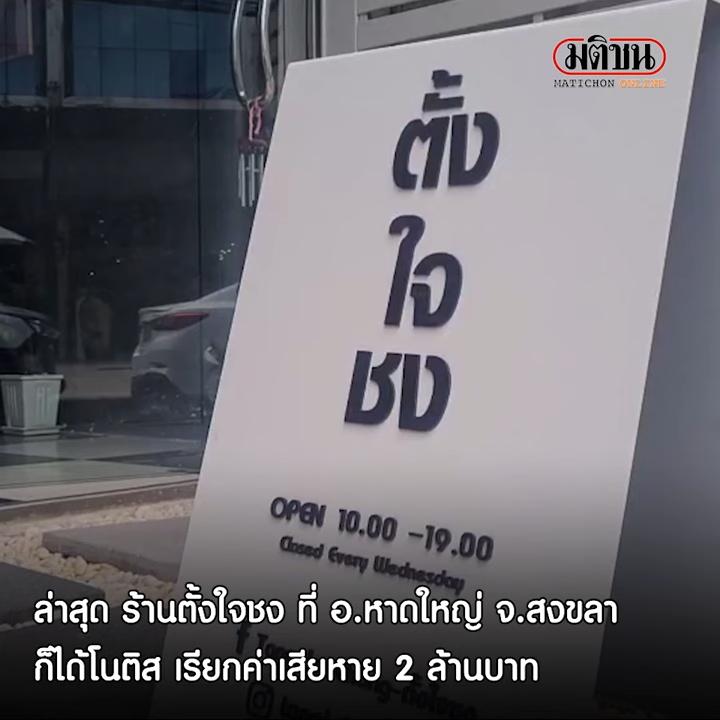 มติชน
MATICHON ONLINE
ตั้ง
ใจ
ชง
OPEN 10.00 -19.00
Closed Every Wednesday
ล่าสุด ร้านตั้งใจชง ที่ อ.หาดใหญ่ จ.สงขลา
ก็ได้โนติส เรียกค่าเสียหาย 2 ล้านบาท